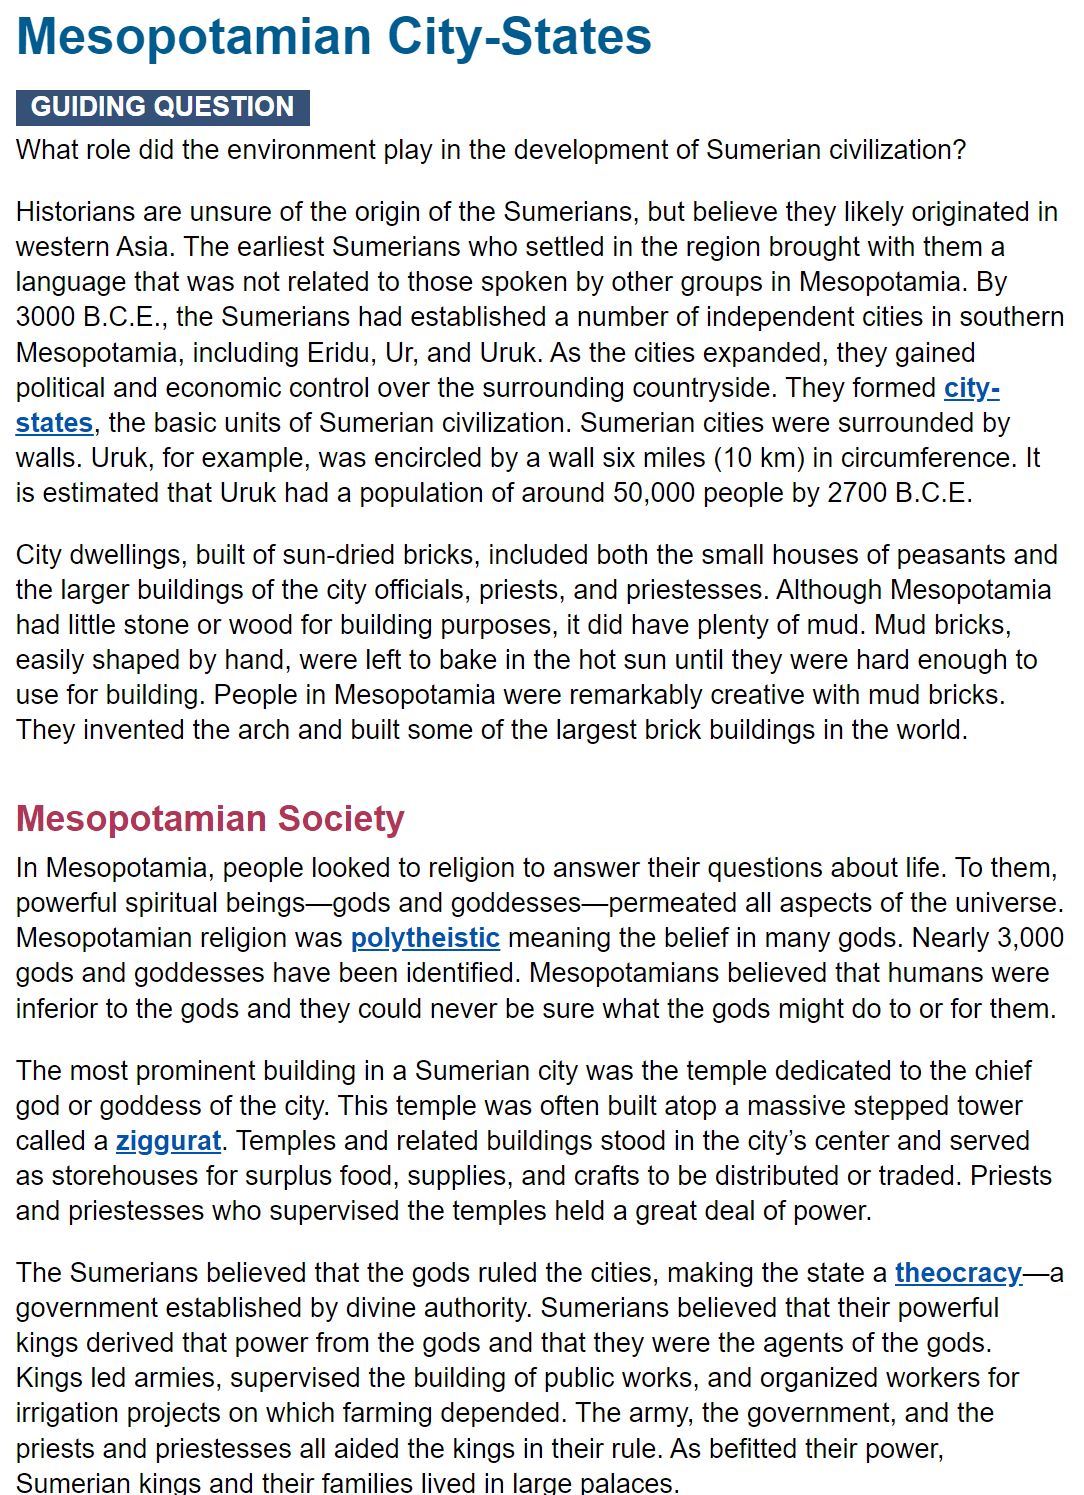 Mesopotamian City-States
GUIDING QUESTION
What role did the environment play in the development of Sumerian civilization?
Historians are unsure of the origin of the Sumerians, but believe they likely originated in
western Asia. The earliest Sumerians who settled in the region brought with them a
language that was not related to those spoken by other groups in Mesopotamia. By
3000 B.C.E., the Sumerians had established a number of independent cities in southern
Mesopotamia, including Eridu, Ur, and Uruk. As the cities expanded, they gained
political and economic control over the surrounding countryside. They formed city-
states, the basic units of Sumerian civilization. Sumerian cities were surrounded by
walls. Uruk, for example, was encircled by a wall six miles (10 km) in circumference. It
is estimated that Uruk had a population of around 50,000 people by 2700 B.C.E.
City dwellings, built of sun-dried bricks, included both the small houses of peasants and
the larger buildings of the city officials, priests, and priestesses. Although Mesopotamia
had little stone or wood for building purposes, it did have plenty of mud. Mud bricks,
easily shaped by hand, were left to bake in the hot sun until they were hard enough to
use for building. People in Mesopotamia were remarkably creative with mud bricks.
They invented the arch and built some of the largest brick buildings in the world.
Mesopotamian Society
In Mesopotamia, people looked to religion to answer their questions about life. To them,
powerful spiritual beings—gods and goddesses—permeated all aspects of the universe.
Mesopotamian religion was polytheistic meaning the belief in many gods. Nearly 3,000
gods and goddesses have been identified. Mesopotamians believed that humans were
inferior to the gods and they could never be sure what the gods might do to or for them.
The most prominent building in a Sumerian city was the temple dedicated to the chief
god or goddess of the city. This temple was often built atop a massive stepped tower
called a ziggurat. Temples and related buildings stood in the city’s center and served
as storehouses for surplus food, supplies, and crafts to be distributed or traded. Priests
and priestesses who supervised the temples held a great deal of power.
The Sumerians believed that the gods ruled the cities, making the state a theocracy—a
government established by divine authority. Sumerians believed that their powerful
kings derived that power from the gods and that they were the agents of the gods.
Kings led armies, supervised the building of public works, and organized workers for
irrigation projects on which farming depended. The army, the government, and the
priests and priestesses all aided the kings in their rule. As befitted their power,
Sumerian kings and their families lived in large palaces.